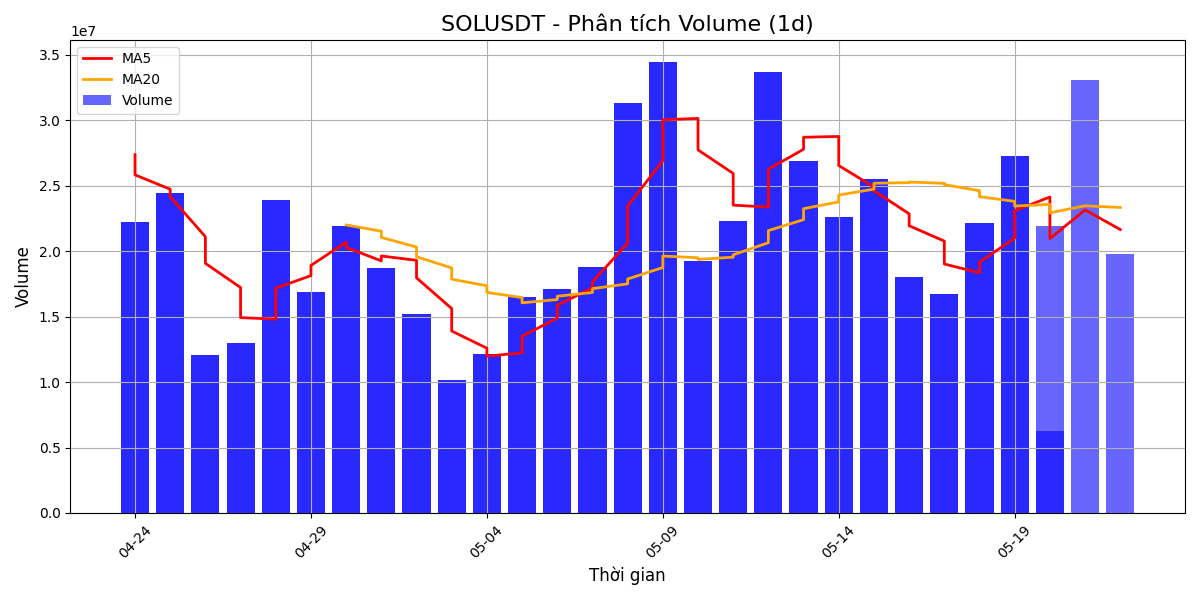 SOLUSDT - Phân tích Volume (1d)
1e7
MA5
MA20
Volume
3.5
3.0
2.5
2.0
1.5
1.0
0.5
0.0
Volume
04-24
04-29
05-04
05-09
05-14
05-19
Thời gian